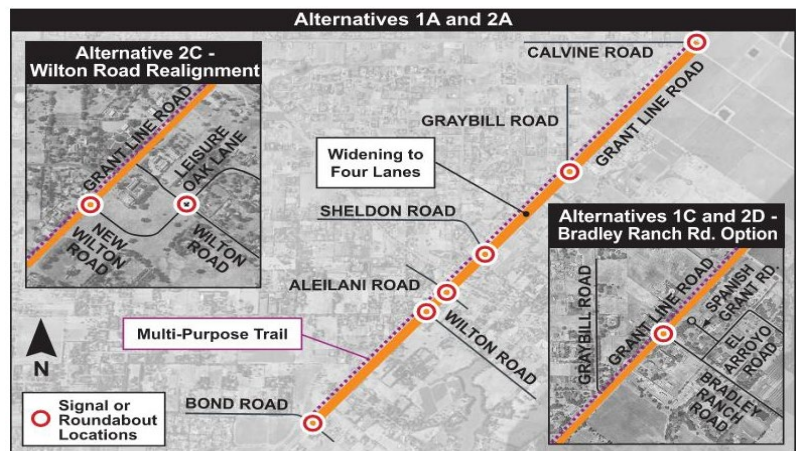 Alternatives 1A and 2A
Alternative 2C -
Wilton Road Realignment
GRANT LINE ROAD
LEISURE
OAK LANE
NEW
WILTON
ROAD
WILTON
ROAD
CALVINE ROAD
GRANT LINE ROAD
GRAYBILL ROAD
Widening to
Four Lanes
SHELDON ROAD
ALEILANI ROAD
WILTON ROAD
Multi-Purpose Trail
BOND ROAD
N
Signal or
Roundabout
Locations
Alternatives 1C and 2D -
Bradley Ranch Rd. Option
GRAYBILL ROAD
GRANT LINE ROAD
SPANISH
GRANT RD.
EL
ARROYO
ROAD
BRADLEY
RANCH
ROAD